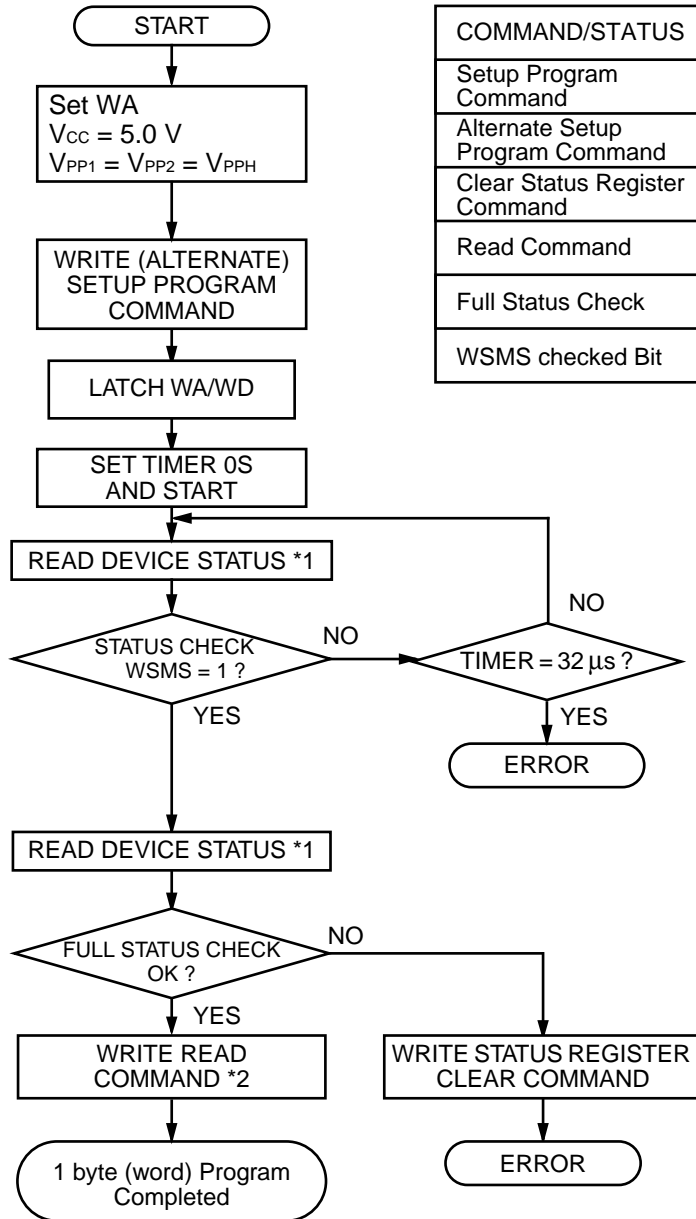 START
Set WA
VCC = 5.0 V
VPP1 = VPP2 = VPPH
WRITE (ALTERNATE)
SETUP PROGRAM
COMMAND
LATCH WA/WD
SET TIMER 0S
AND START
READ DEVICE STATUS *1
STATUS CHECK
WSMS = 1 ?
NO
YES
TIMER = 32 µs ?
NO
YES
ERROR
READ DEVICE STATUS *1
FULL STATUS CHECK
OK ?
NO
YES
WRITE READ
COMMAND *2
WRITE STATUS REGISTER
CLEAR COMMAND
1 byte (word) Program
Completed
ERROR
COMMAND/STATUS
Setup Program
Command
Alternate Setup
Program Command
Clear Status Register
Command
Read Command
Full Status Check
WSMS checked Bit